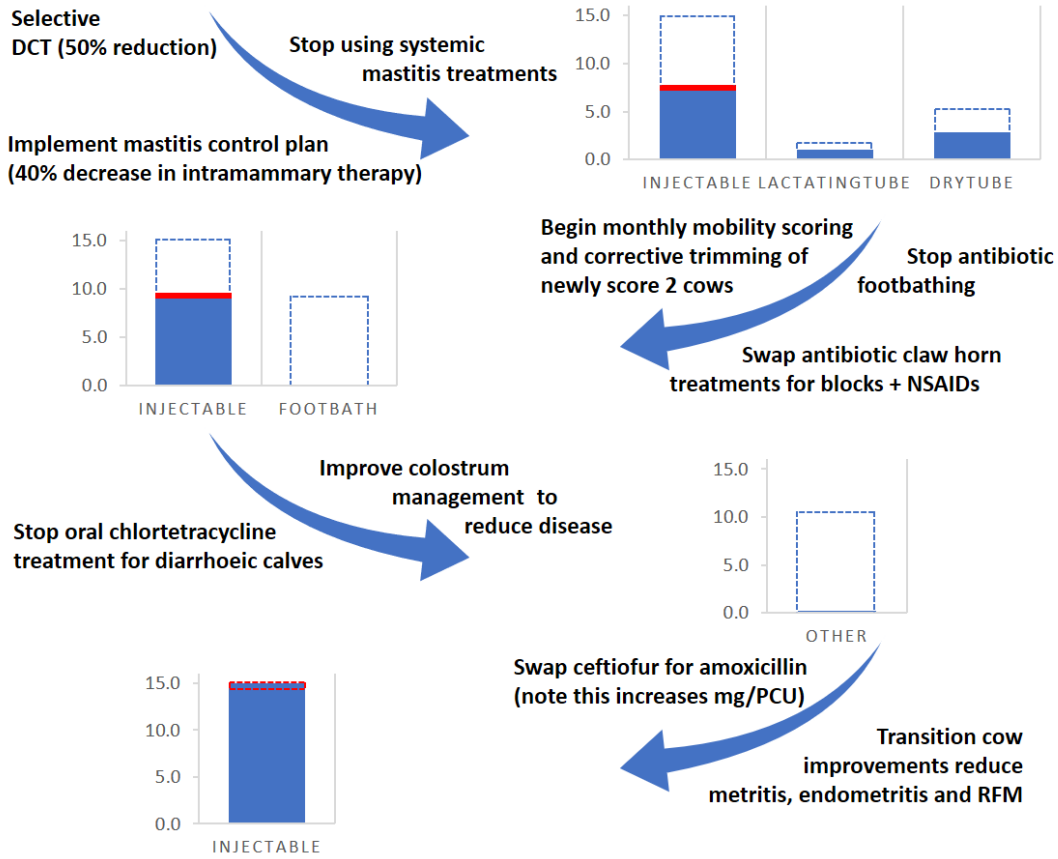 Selective
DCT (50% reduction)
Stop using systemic
mastitis treatments
Implement mastitis control plan
(40% decrease in intramammary therapy)
15.0
10.0
5.0
0.0
INJECTABLE LACTATINGTUBE DRYTUBE
Begin monthly mobility scoring
and corrective trimming of
newly score 2 cows
Stop antibiotic
footbathing
Swap antibiotic claw horn
treatments for blocks + NSAIDs
15.0
10.0
5.0
0.0
INJECTABLE FOOTBATH
Improve colostrum
management to
reduce disease
Stop oral chlortetracycline
treatment for diarrhoeic calves
15.0
10.0
5.0
0.0
OTHER
Swap ceftiofur for amoxicillin
(note this increases mg/PCU)
Transition cow
improvements reduce
metritis, endometritis and RFM
15.0
10.0
5.0
0.0
INJECTABLE